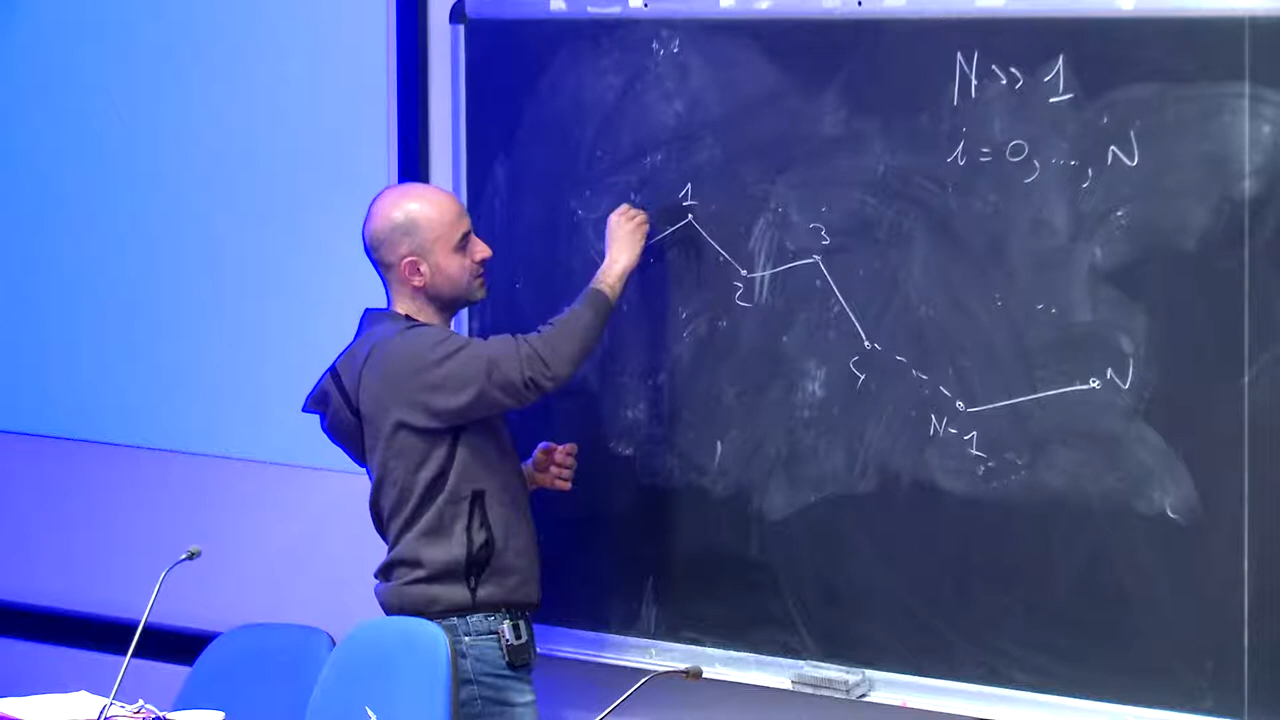 N >> 1
i = 0, ..., N
1
3
2
4
N
N-1